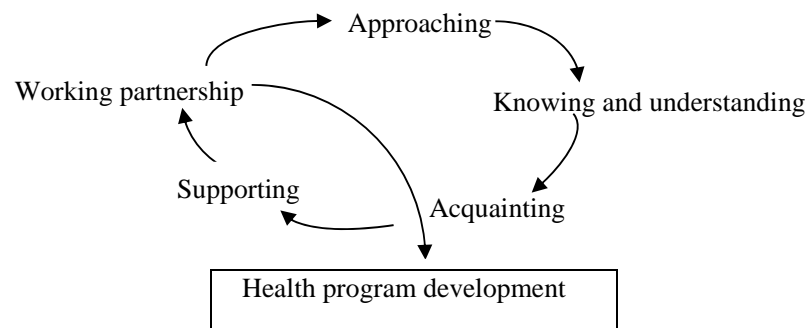 Approaching
Working partnership
Knowing and understanding
Supporting
Acquainting
Health program development